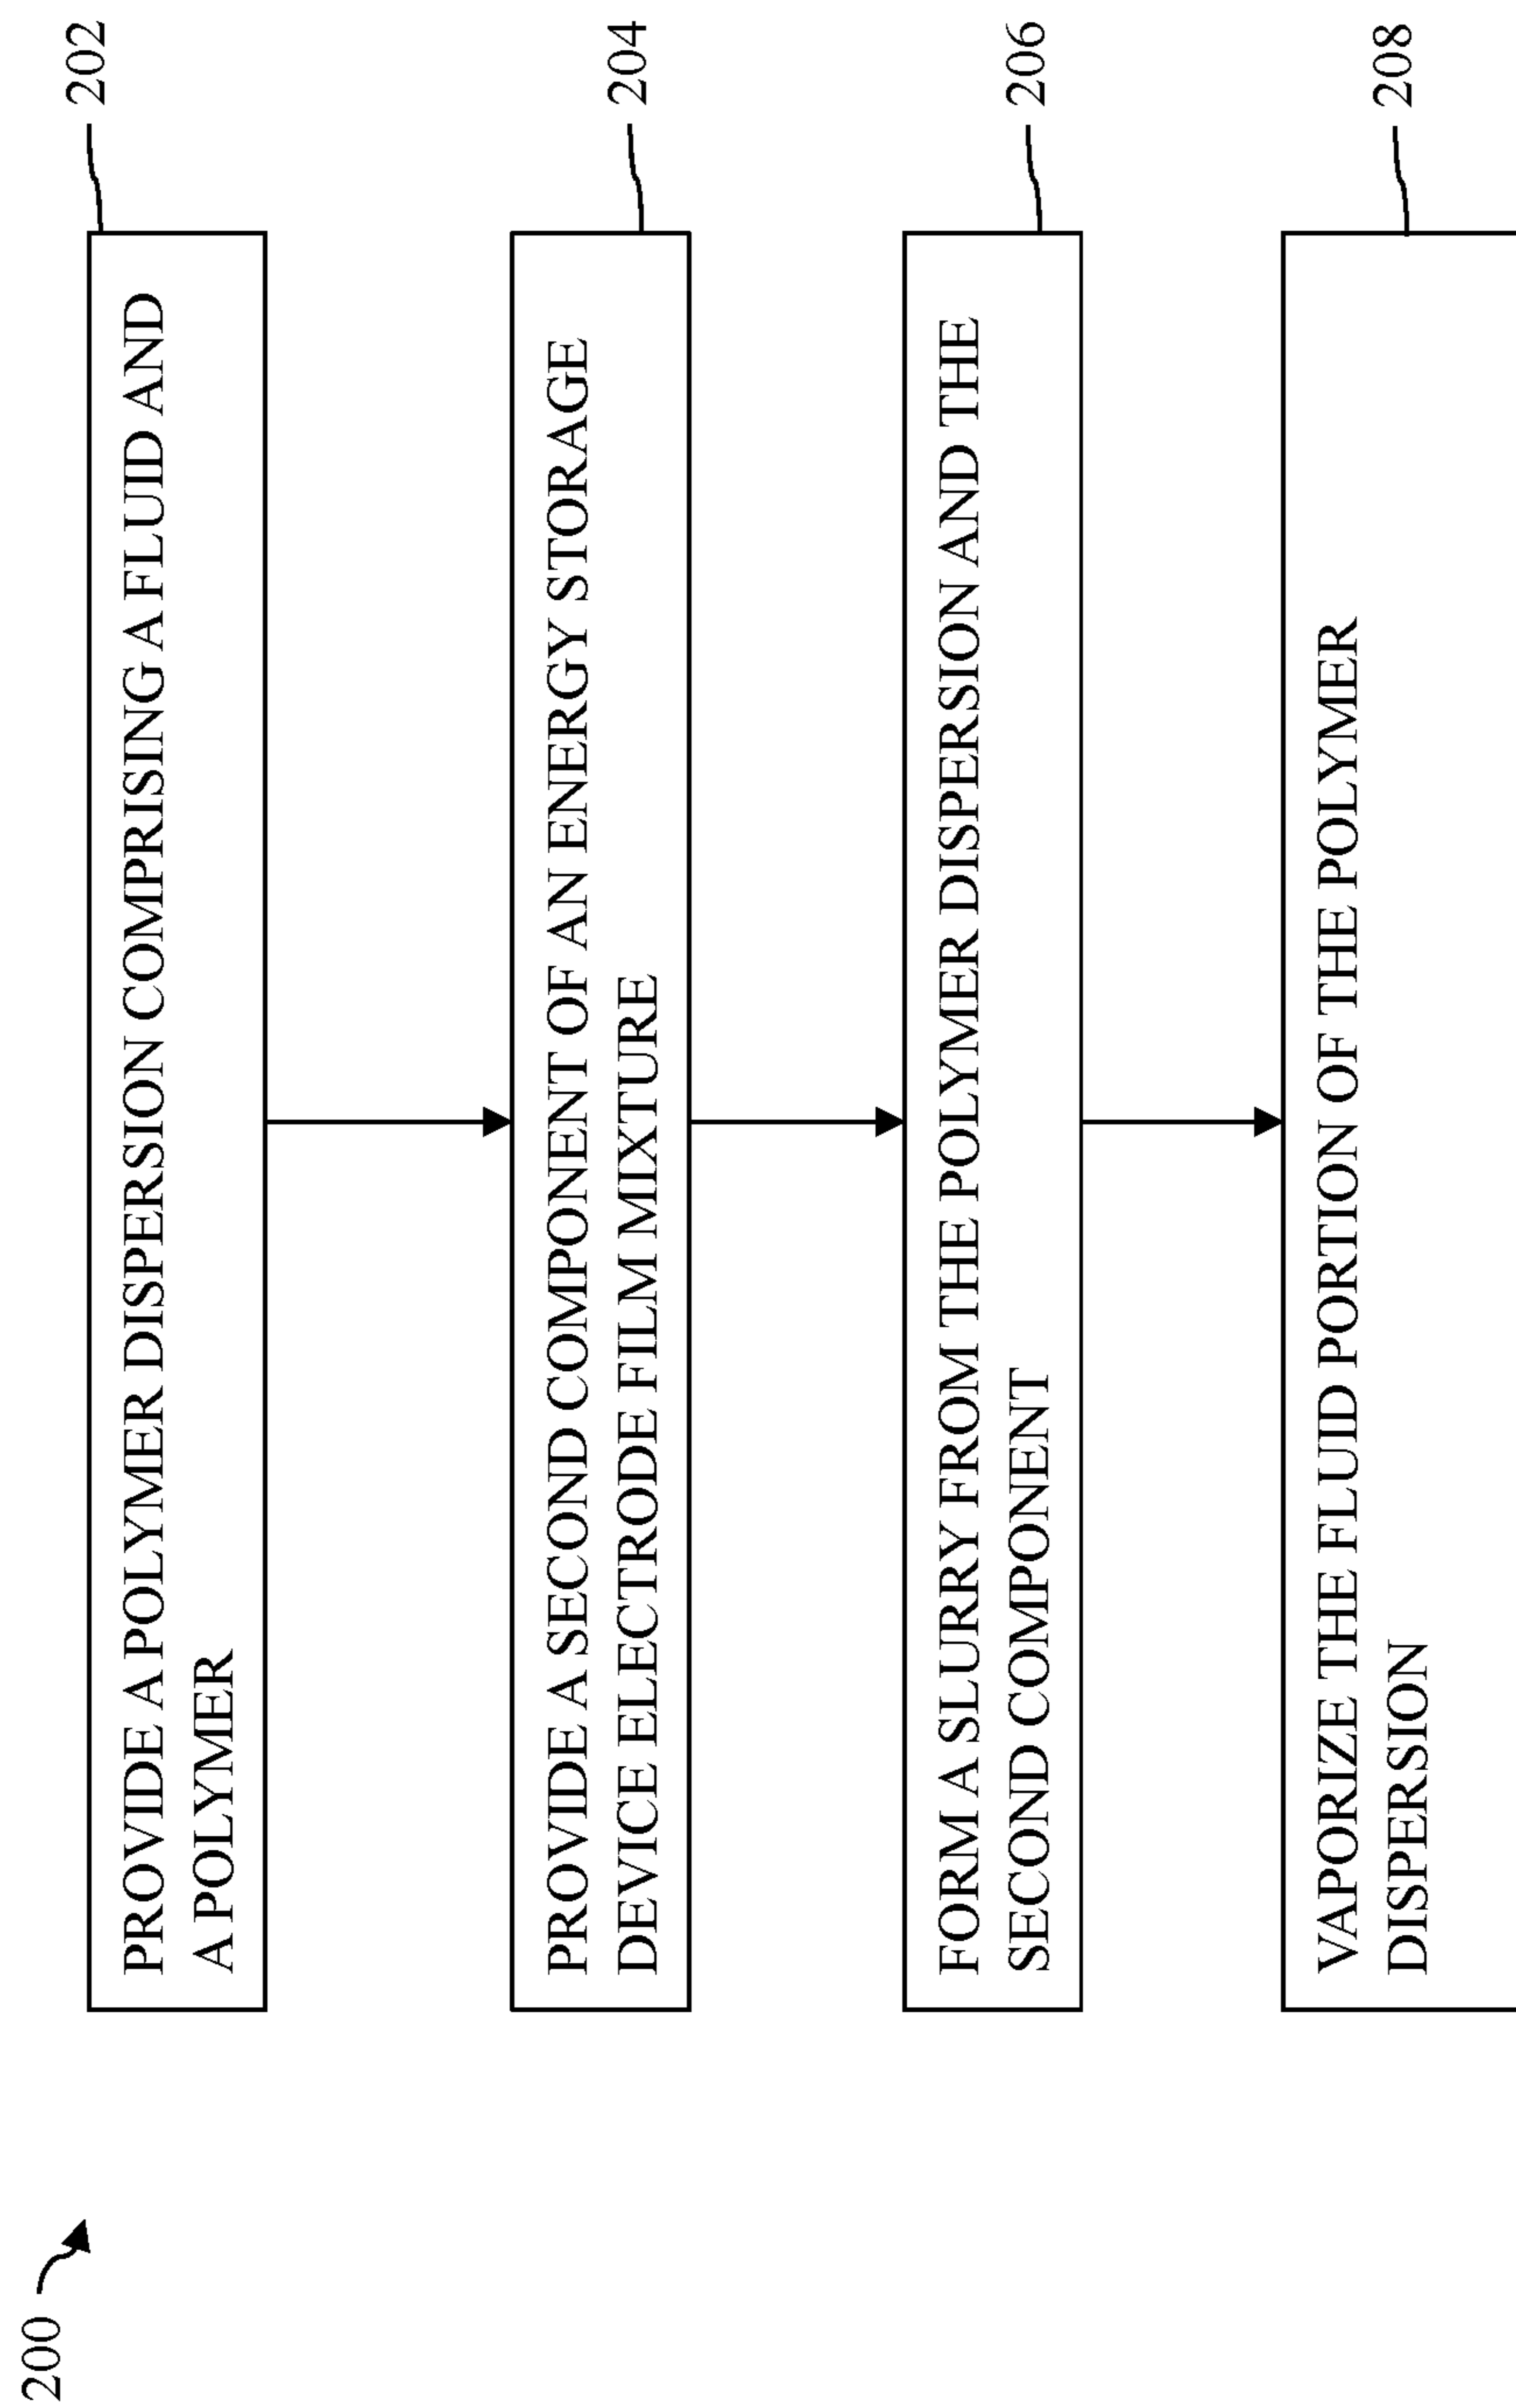 200
PROVIDE A POLYMER DISPERSION COMPRISING A FLUID AND
A POLYMER
202
PROVIDE A SECOND COMPONENT OF AN ENERGY STORAGE
DEVICE ELECTRODE FILM MIXTURE
204
FORM A SLURRY FROM THE POLYMER DISPERSION AND THE
SECOND COMPONENT
206
VAPORIZE THE FLUID PORTION OF THE POLYMER
DISPERSION
208